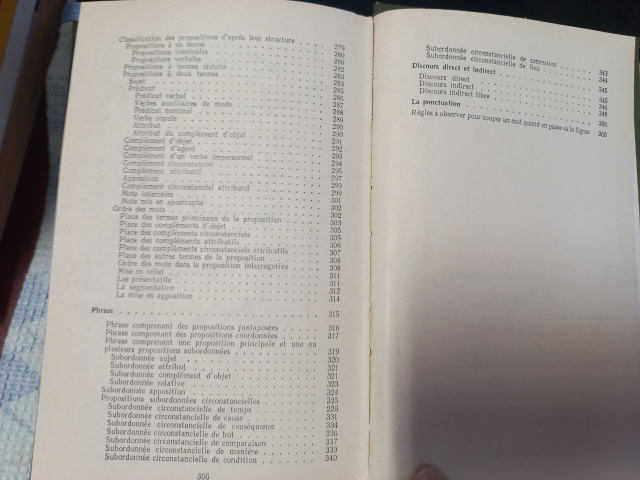 Classification des propositions d'après leur structure . . . . 279
Propositions à un terme . . . . 280
Propositions nominales . . . . 280
Propositions verbales . . . . 282
Propositions à termes réduits . . . . 283
Propositions à deux termes . . . . 283
Sujet . . . . 285
Prédicat . . . . 286
Prédicat verbal . . . . 287
Verbes auxiliaires de mode . . . . 288
Prédicat nominal . . . . 289
Verbe copule . . . . 290
Attribut . . . . 290
Attribut du complément d'objet . . . . 291
Complément d'objet . . . . 292
Complément d'agent . . . . 293
Complément d'un verbe impersonnel . . . . 294
Complément circonstanciel . . . . 295
Complément attributif . . . . 297
Apposition . . . . 299
Complément circonstanciel attributif . . . . 299
Mots intercalés . . . . 301
Mots mis en apostrophe . . . . 302
Ordre des mots . . . . 302
Place des termes principaux de la proposition . . . . 303
Place des compléments d'objet . . . . 305
Place des compléments circonstanciels . . . . 305
Place des compléments attributifs . . . . 306
Place des compléments circonstanciels attributifs . . . . 307
Place des autres termes de la proposition . . . . 308
Ordre des mots dans la proposition interrogative . . . . 308
Mise en relief . . . . 311
Les présentatifs . . . . 311
La segmentation . . . . 312
La mise en apposition . . . . 314
Phrase . . . . 315
Phrase comprenant des propositions juxtaposées . . . . 316
Phrase comprenant des propositions coordonnées . . . . 317
Phrase comprenant une proposition principale et une ou
plusieurs propositions subordonnées . . . . 319
Subordonnée sujet . . . . 320
Subordonnée attribut . . . . 321
Subordonnée complément d'objet . . . . 321
Subordonnée relative . . . . 323
Subordonnée apposition . . . . 324
Propositions subordonnées circonstancielles . . . . 325
Subordonnée circonstancielle de temps . . . . 226
Subordonnée circonstancielle de cause . . . . 331
Subordonnée circonstancielle de conséquence . . . . 334
Subordonnée circonstancielle de but . . . . 336
Subordonnée circonstancielle de comparaison . . . . 337
Subordonnée circonstancielle de manière . . . . 339
Subordonnée circonstancielle de condition . . . . 340
366
Subordonnée circonstancielle de concession . . . . 343
Subordonnée circonstancielle de lieu . . . . 344
Discours direct et indirect . . . . 345
Discours direct . . . . 345
Discours indirect . . . . 346
Discours indirect libre . . . . 348
La ponctuation . . . . 350
Règles à observer pour couper un mot quand on passe à la ligne 360